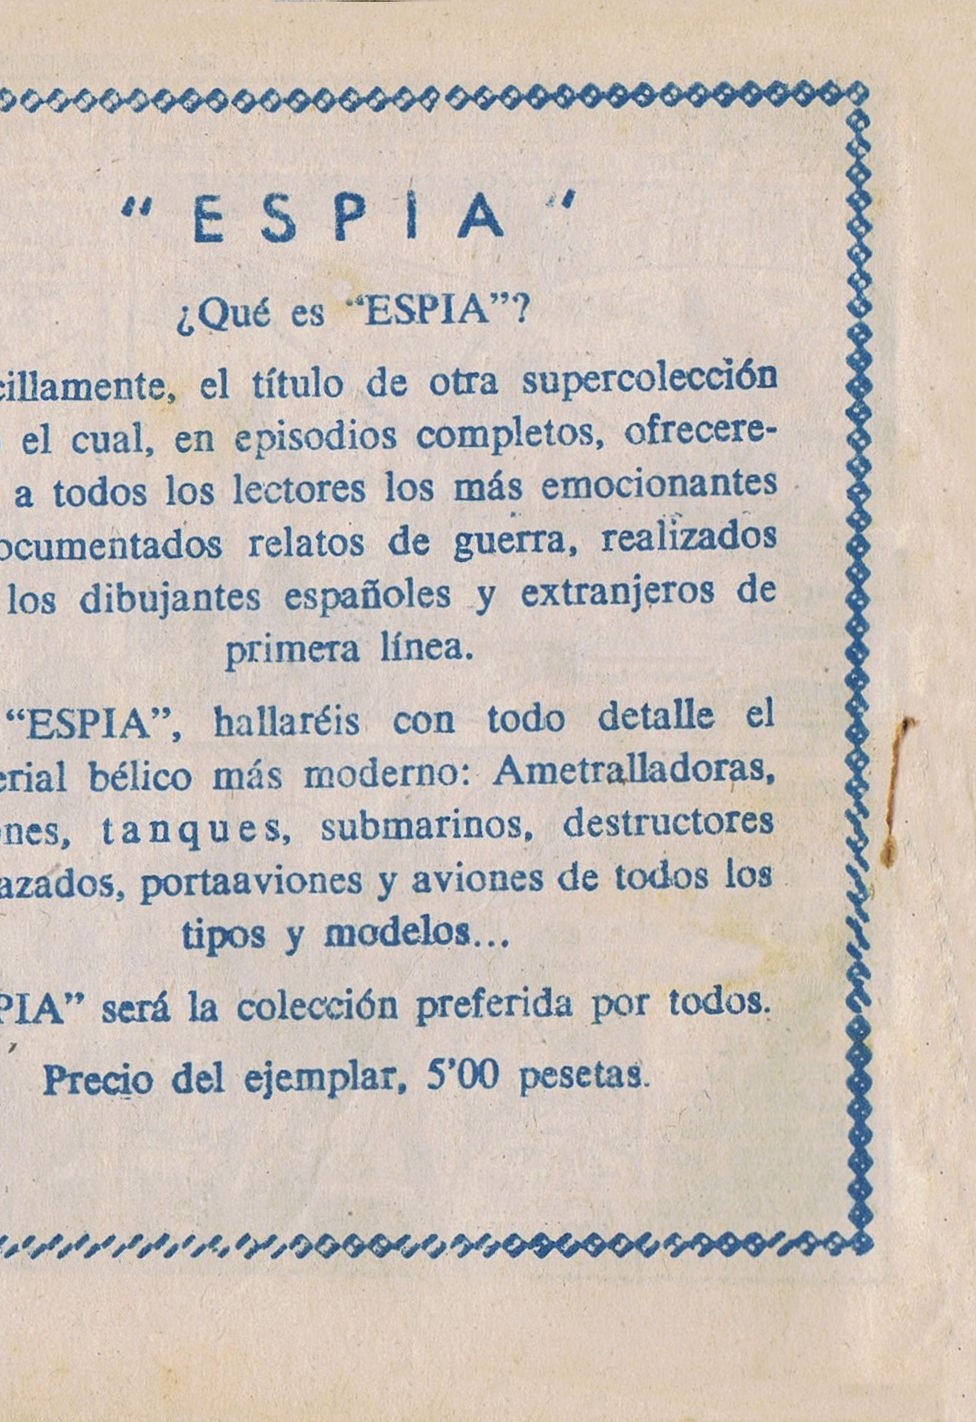 "ESPIA"
¿Qué es "ESPIA"?
cillamente, el título de otra supercolección
el cual, en episodios completos, ofrecere-
a todos los lectores los más emocionantes
ocumentados relatos de guerra, realizados
los dibujantes españoles y extranjeros de
primera línea.
"ESPIA", hallaréis con todo detalle el
erial bélico más moderno: Ametralladoras,
nes, tanques, submarinos, destructores
azados, portaaviones y aviones de todos los
tipos y modelos...
PIA" será la colección preferida por todos.
Precio del ejemplar, 5'00 pesetas.